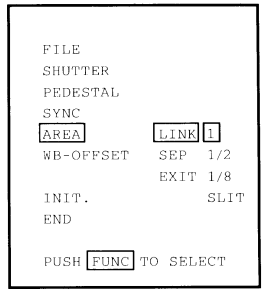 FILE
SHUTTER
PEDESTAL
SYNC
AREA LINK 1
WB-OFFSET SEP 1/2
EXIT 1/8
INIT. SLIT
END
PUSH FUNC TO SELECT